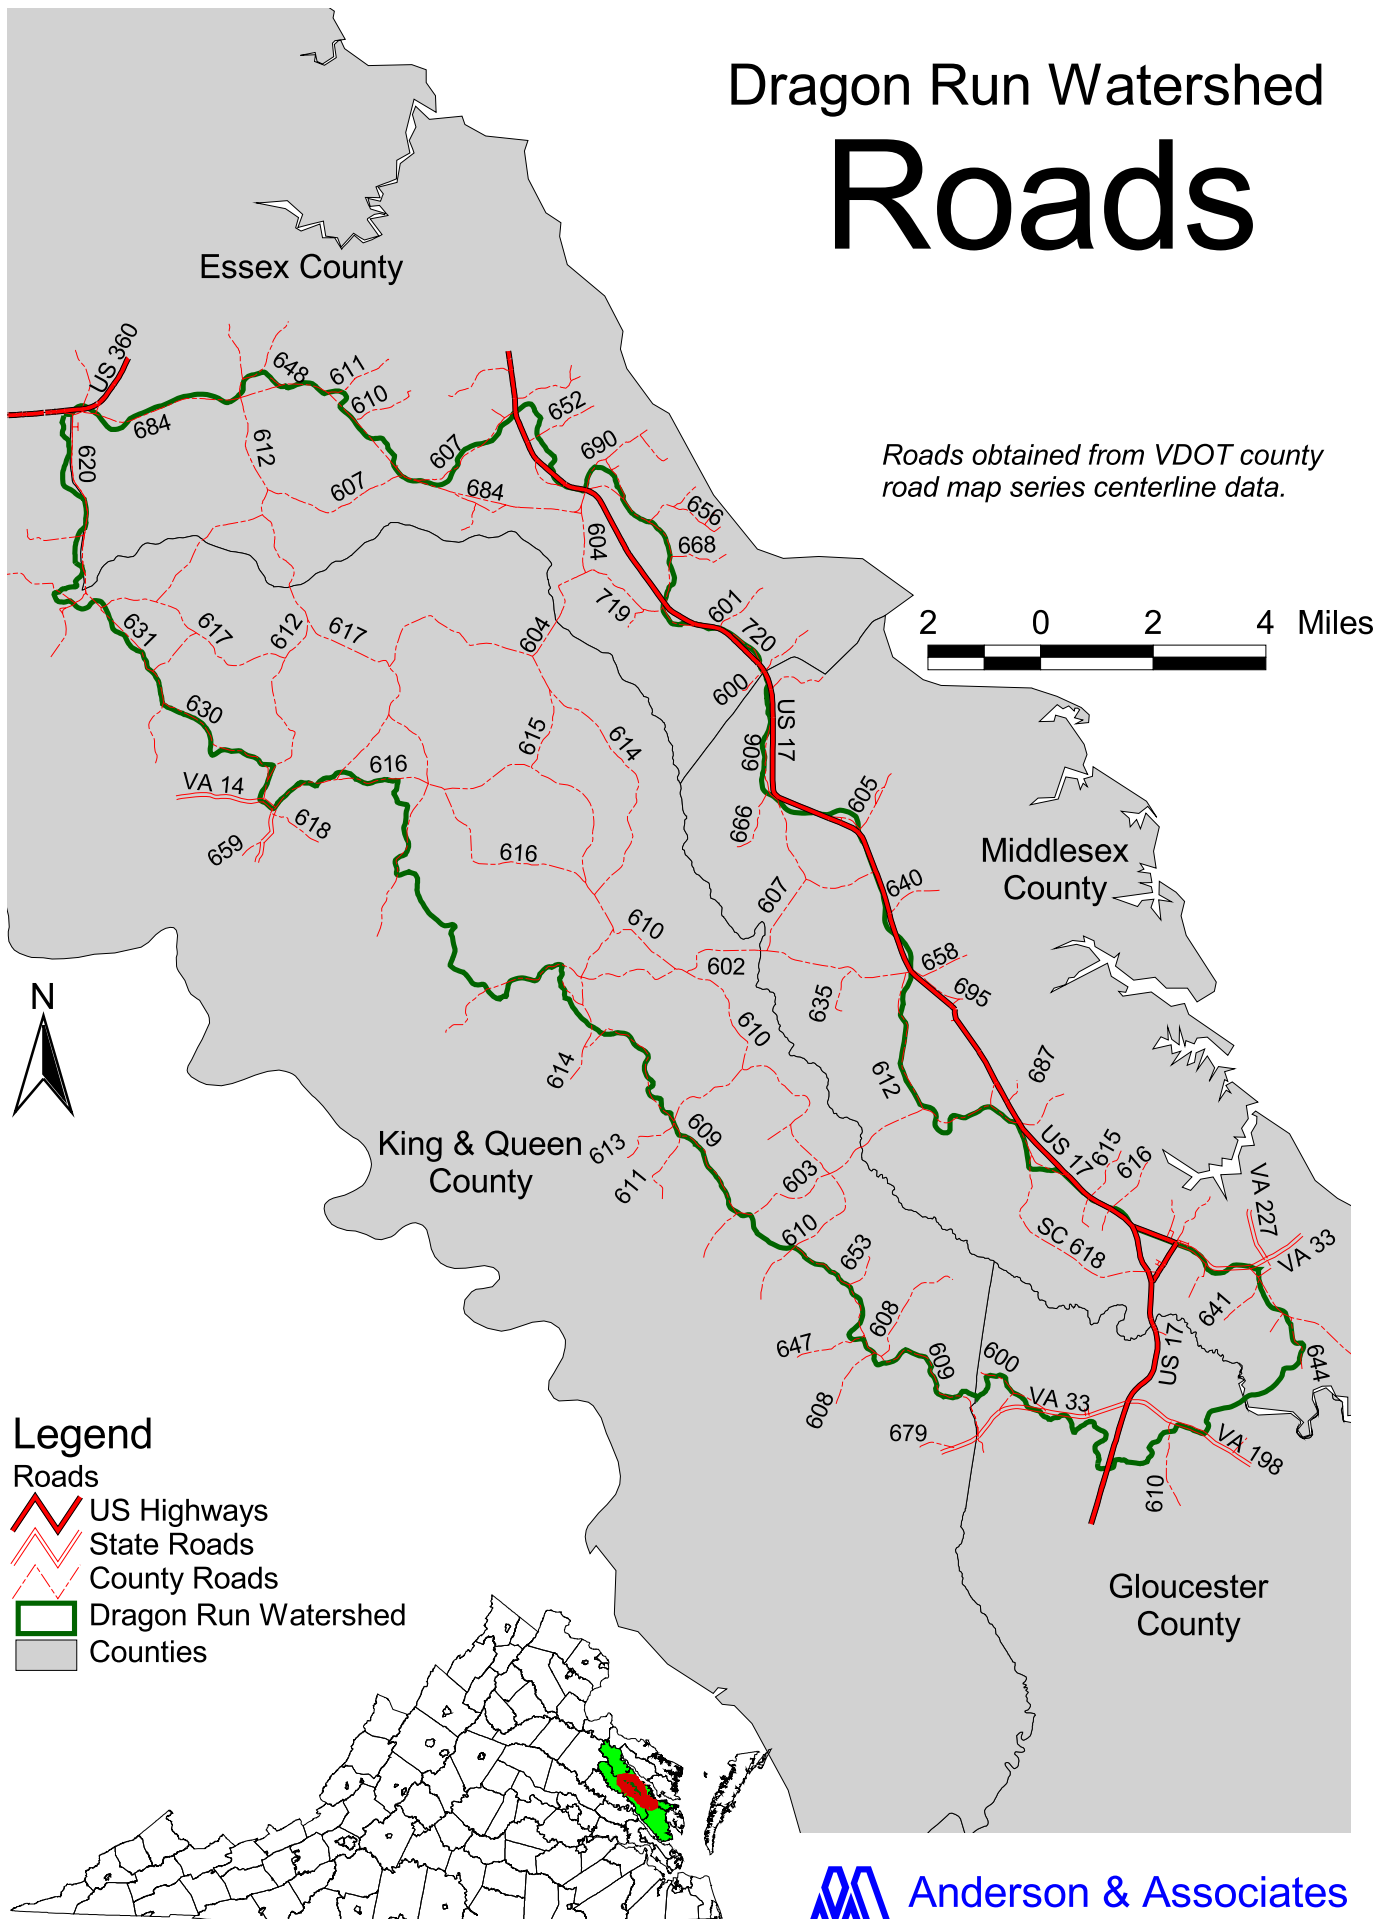 Dragon Run Watershed
Roads
Essex County
US 360
648
611
610
684
652
612
620
607
607
684
690
656
604
668
719
601
720
631
617
612
617
604
600
US 17
630
615
614
609
616
VA 14
605
618
659
666
616
640
607
610
602
658
635
695
610
614
612
687
609
613
611
603
US 17
615
616
610
653
SC 618
VA 227
VA 33
608
647
641
609
600
US 17
644
608
VA 33
679
VA 198
610
Roads obtained from VDOT county
road map series centerline data.
2 0 2 4 Miles
Middlesex
County
N
King & Queen
County
Gloucester
County
Legend
Roads
US Highways
State Roads
County Roads
Dragon Run Watershed
Counties
Anderson & Associates